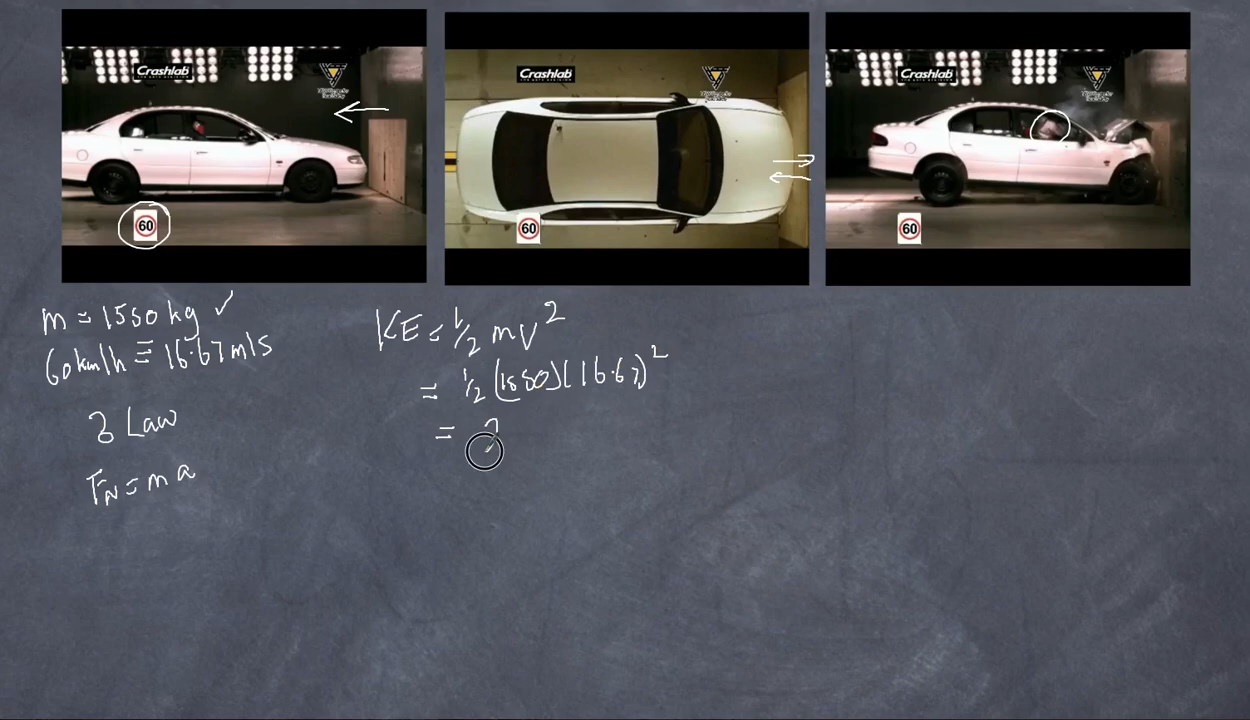 Crashlab
60
Crashlab
60
Crashlab
60
m = 1550 kg ✓
60km/h ≡ 16.67 m/s
3 Law
FN = ma
KE = 1/2 mv²
= 1/2 (1550)(16.67)²
=